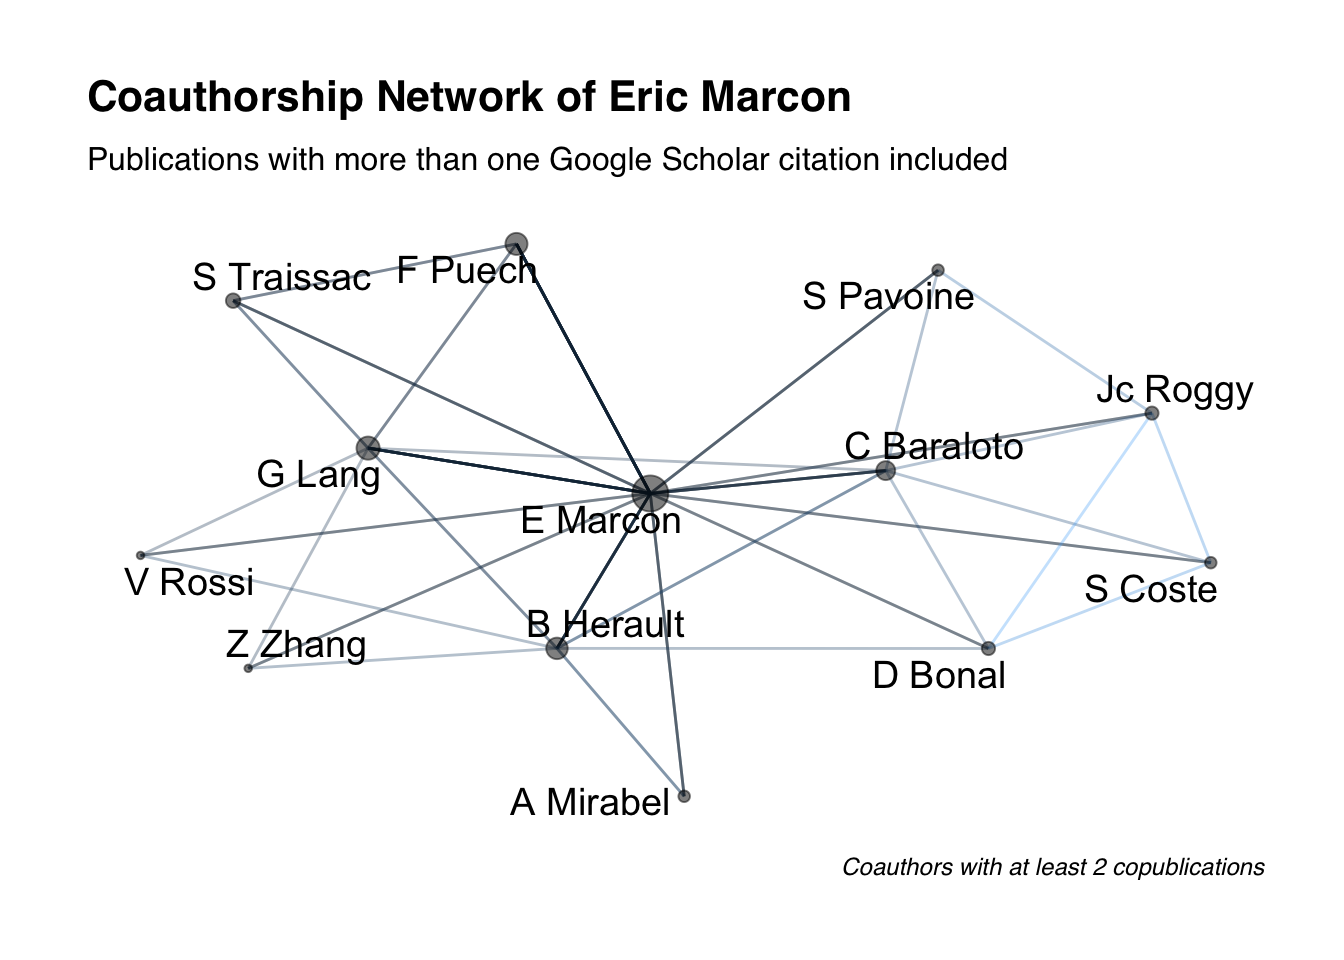 Coauthorship Network of Eric Marcon
Publications with more than one Google Scholar citation included
S Traissac
F Puech
S Pavoine
Jc Roggy
C Baraloto
G Lang
E Marcon
V Rossi
S Coste
B Herault
Z Zhang
D Bonal
A Mirabel
Coauthors with at least 2 copublications